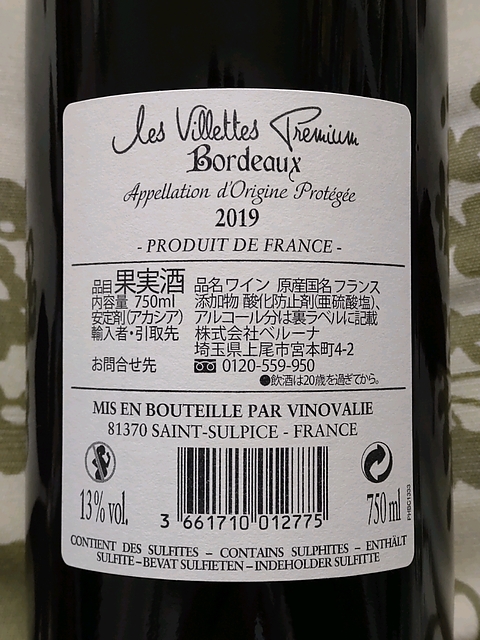 Les Villettes Premium
Bordeaux
Appellation d'Origine Protégée
2019
- PRODUIT DE FRANCE -
品目果実酒 品名ワイン 原産国名フランス
内容量 750ml 添加物 酸化防止剤(亜硫酸塩)、
安定剤(アカシア) アルコール分は裏ラベルに記載
輸入者・引取先 株式会社ベルーナ
埼玉県上尾市宮本町4-2
お問合せ先 0120-559-950
●飲酒は20歳を過ぎてから。
MIS EN BOUTEILLE PAR VINOVALIE
81370 SAINT-SULPICE - FRANCE
13% vol.
3 661710 012775
750 ml
PHBG1333
CONTIENT DES SULFITES – CONTAINS SULPHITES – ENTHÄLT
SULFITE – BEVAT SULFIETEN – INDEHOLDER SULFITTE